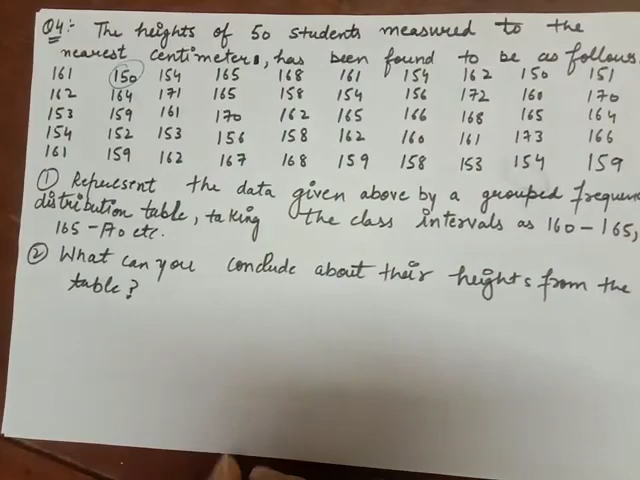 Q4:- The heights of 50 students measured to the
nearest centimeter, has been found to be as follows
161 150 154 165 168 161 154 162 150 151
162 164 171 165 158 154 156 172 160 170
153 159 161 170 162 165 166 168 165 164
154 152 153 156 158 162 160 161 173 166
161 159 162 167 168 159 158 153 154 159
① Represent the data given above by a grouped frequen
distribution table, taking the class intervals as 160-165,
165-170 etc.
② What can you conclude about their heights from the
table?